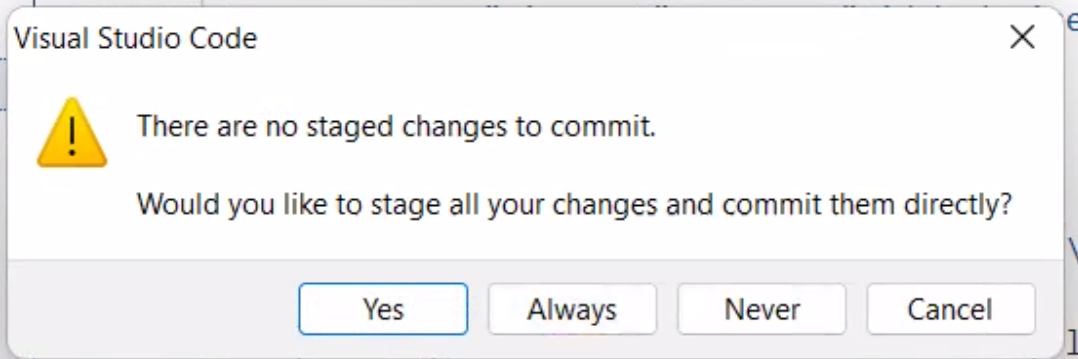 Visual Studio Code
There are no staged changes to commit.
Would you like to stage all your changes and commit them directly?
Yes Always Never Cancel